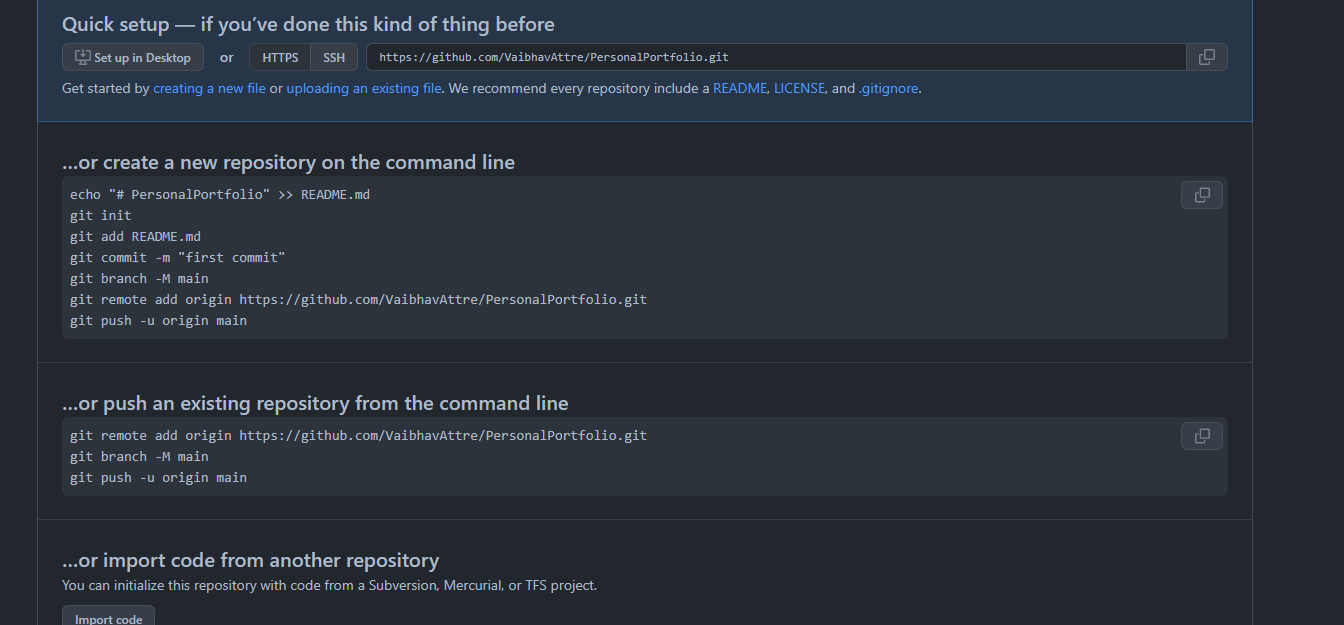 Quick setup — if you’ve done this kind of thing before
Set up in Desktop or HTTPS SSH https://github.com/VaibhavAttre/PersonalPortfolio.git
Get started by creating a new file or uploading an existing file. We recommend every repository include a README, LICENSE, and .gitignore.
…or create a new repository on the command line
echo "# PersonalPortfolio" >> README.md
git init
git add README.md
git commit -m "first commit"
git branch -M main
git remote add origin https://github.com/VaibhavAttre/PersonalPortfolio.git
git push -u origin main
…or push an existing repository from the command line
git remote add origin https://github.com/VaibhavAttre/PersonalPortfolio.git
git branch -M main
git push -u origin main
…or import code from another repository
You can initialize this repository with code from a Subversion, Mercurial, or TFS project.
Import code